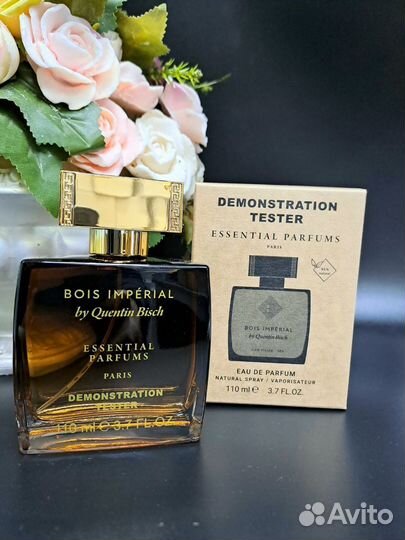 BOIS IMPÉRIAL
by Quentin Bisch
ESSENTIAL
PARFUMS
PARIS
DEMONSTRATION
TESTER
110 ml ℮ 3.7 FL.OZ.
DEMONSTRATION
TESTER
ESSENTIAL PARFUMS
PARIS
BOIS IMPÉRIAL
by Quentin Bisch
EAU DE PARFUM
NATURAL SPRAY / VAPORISATEUR
110 ml ℮ 3.7 FL.OZ.
Avito